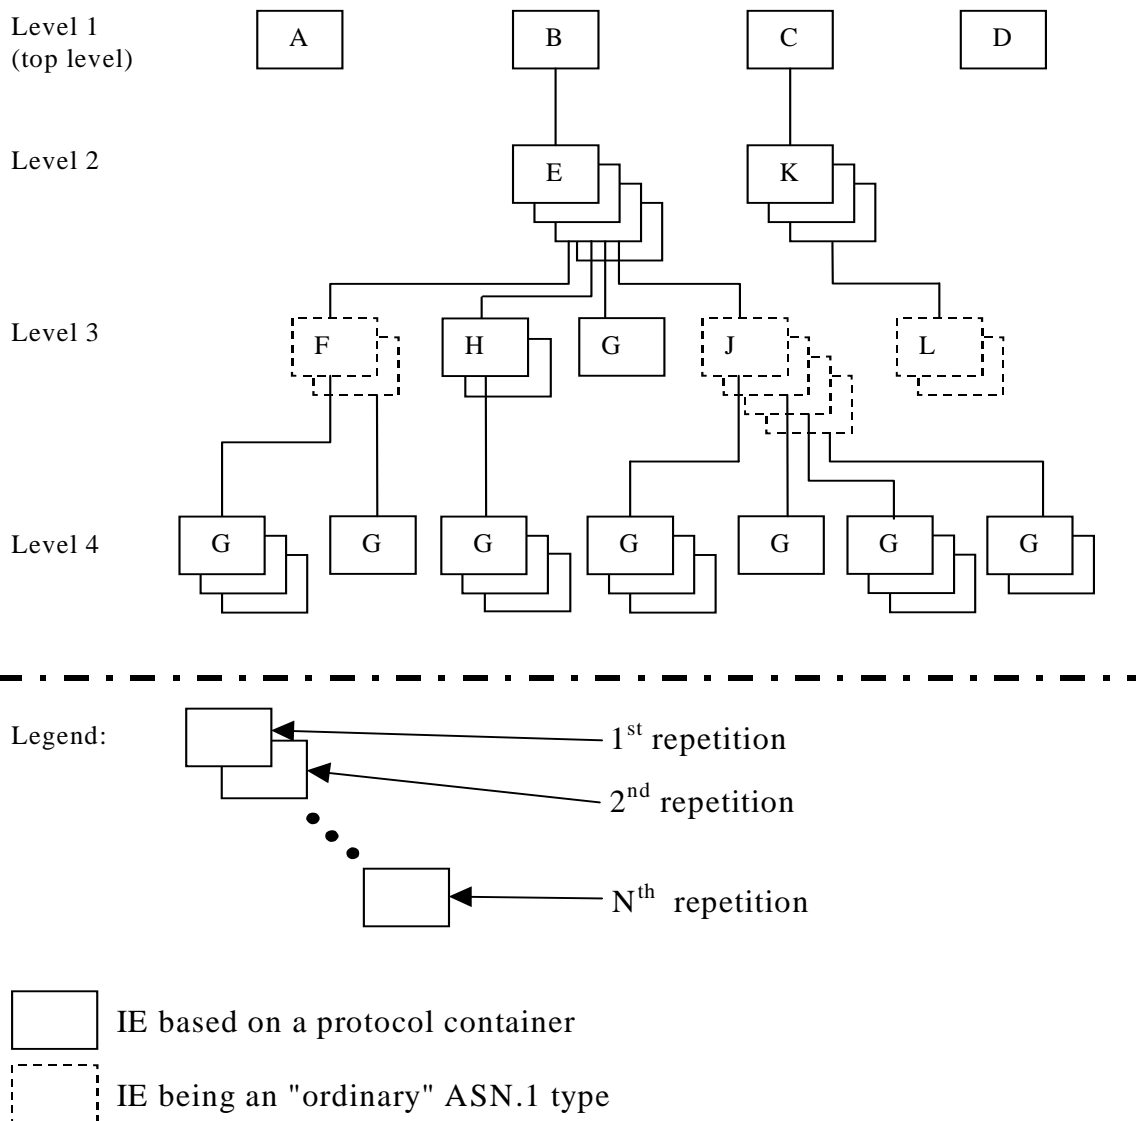 Level 1
(top level)
A B C D
Level 2
E K
Level 3
F H G J L
Level 4
G G G G G G G
Legend:
1st repetition
2nd repetition
Nth repetition
IE based on a protocol container
IE being an "ordinary" ASN.1 type